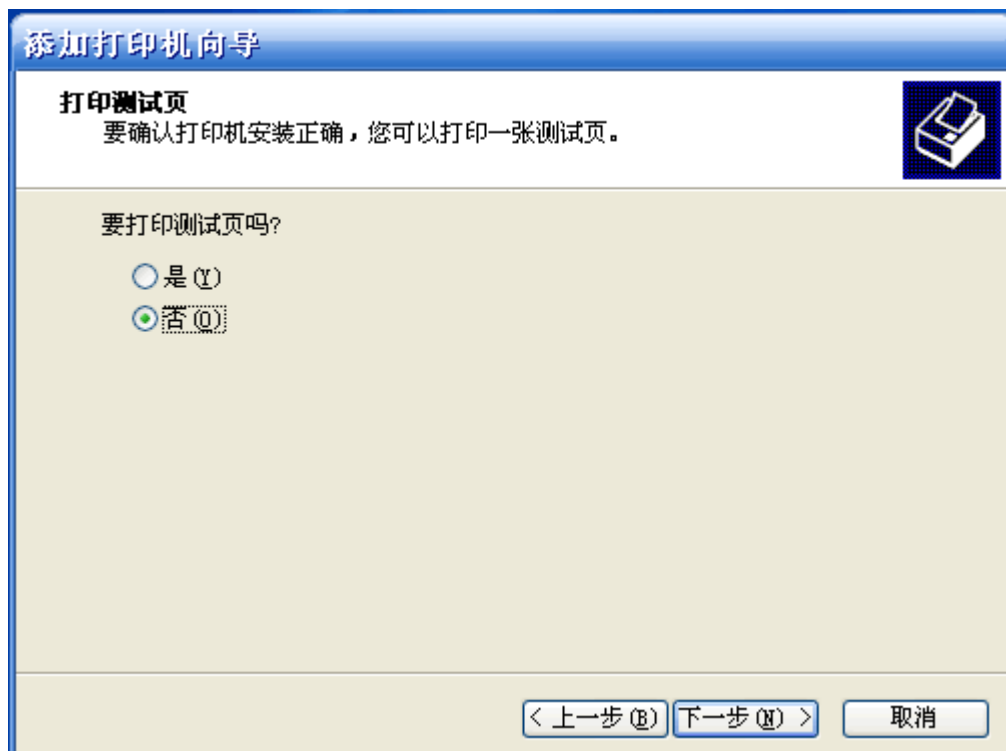 添加打印机向导
打印测试页
要确认打印机安装正确，您可以打印一张测试页。
要打印测试页吗?
是(Y)
否(O)
< 上一步(B) 下一步(N) > 取消